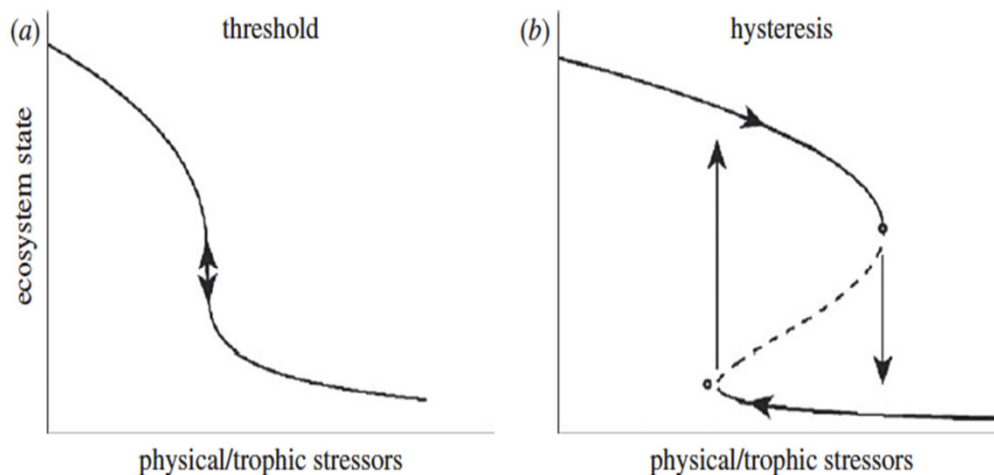 (a) threshold
(b) hysteresis
ecosystem state
physical/trophic stressors
physical/trophic stressors